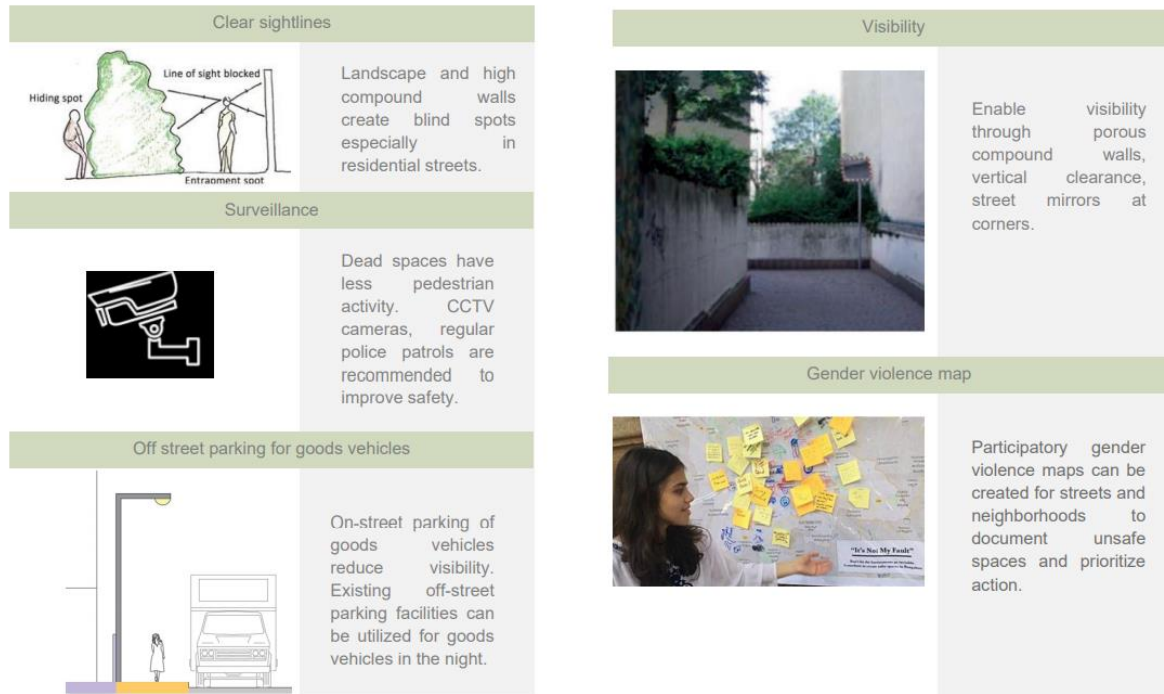 Clear sightlines
Hiding spot
Line of sight blocked
Entrapment spot
Landscape and high
compound walls
create blind spots
especially in
residential streets.
Surveillance
Dead spaces have
less pedestrian
activity. CCTV
cameras, regular
police patrols are
recommended to
improve safety.
Off street parking for goods vehicles
On-street parking of
goods vehicles
reduce visibility.
Existing off-street
parking facilities can
be utilized for goods
vehicles in the night.
Visibility
Enable visibility
through porous
compound walls,
vertical clearance,
street mirrors at
corners.
Gender violence map
"It's Not My Fault"
Participatory gender
violence maps can be
created for streets and
neighborhoods to
document unsafe
spaces and prioritize
action.